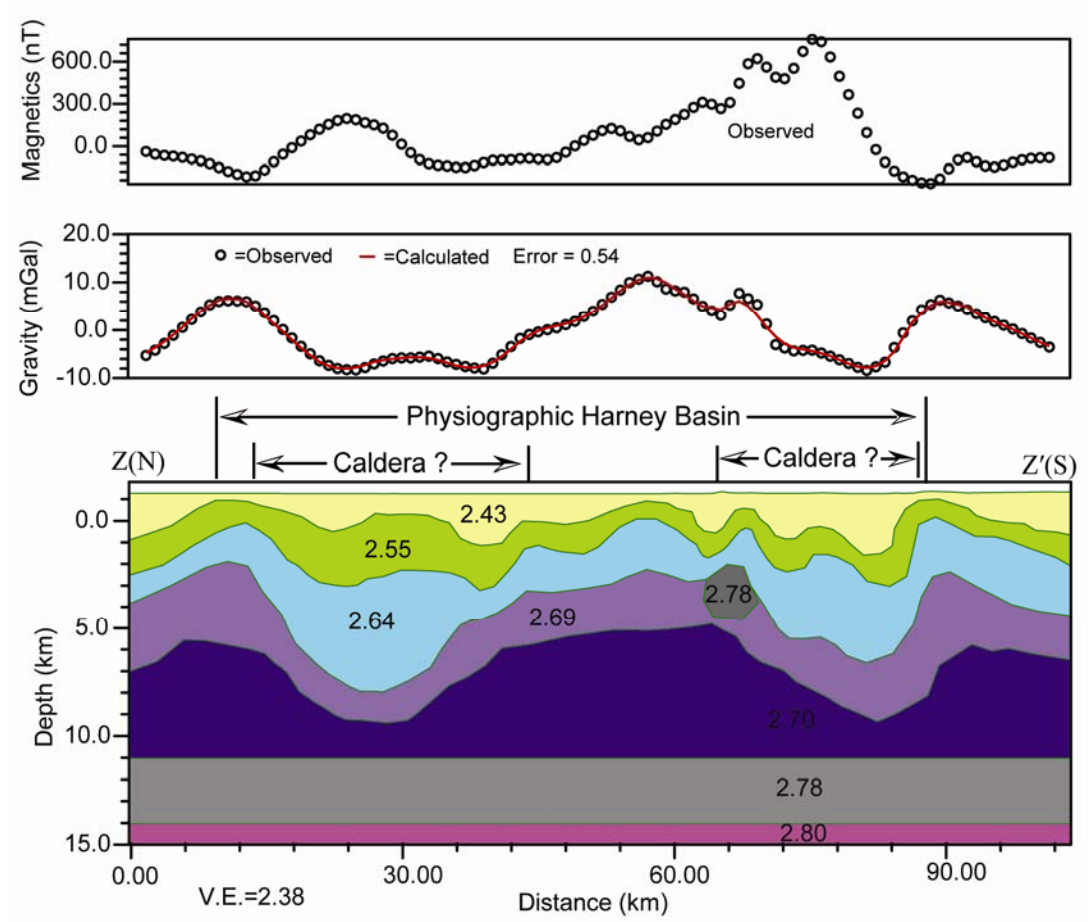 Magnetics (nT)
600.0
300.0
0.0
Observed
Gravity (mGal)
20.0
10.0
0.0
-10.0
=Observed =Calculated Error = 0.54
Physiographic Harney Basin
Z(N) Caldera ? Caldera ? Z'(S)
Depth (km)
0.0
5.0
10.0
15.0
2.43
2.55
2.78
2.64 2.69
2.70
2.78
2.80
0.00 30.00 60.00 90.00
V.E.=2.38 Distance (km)